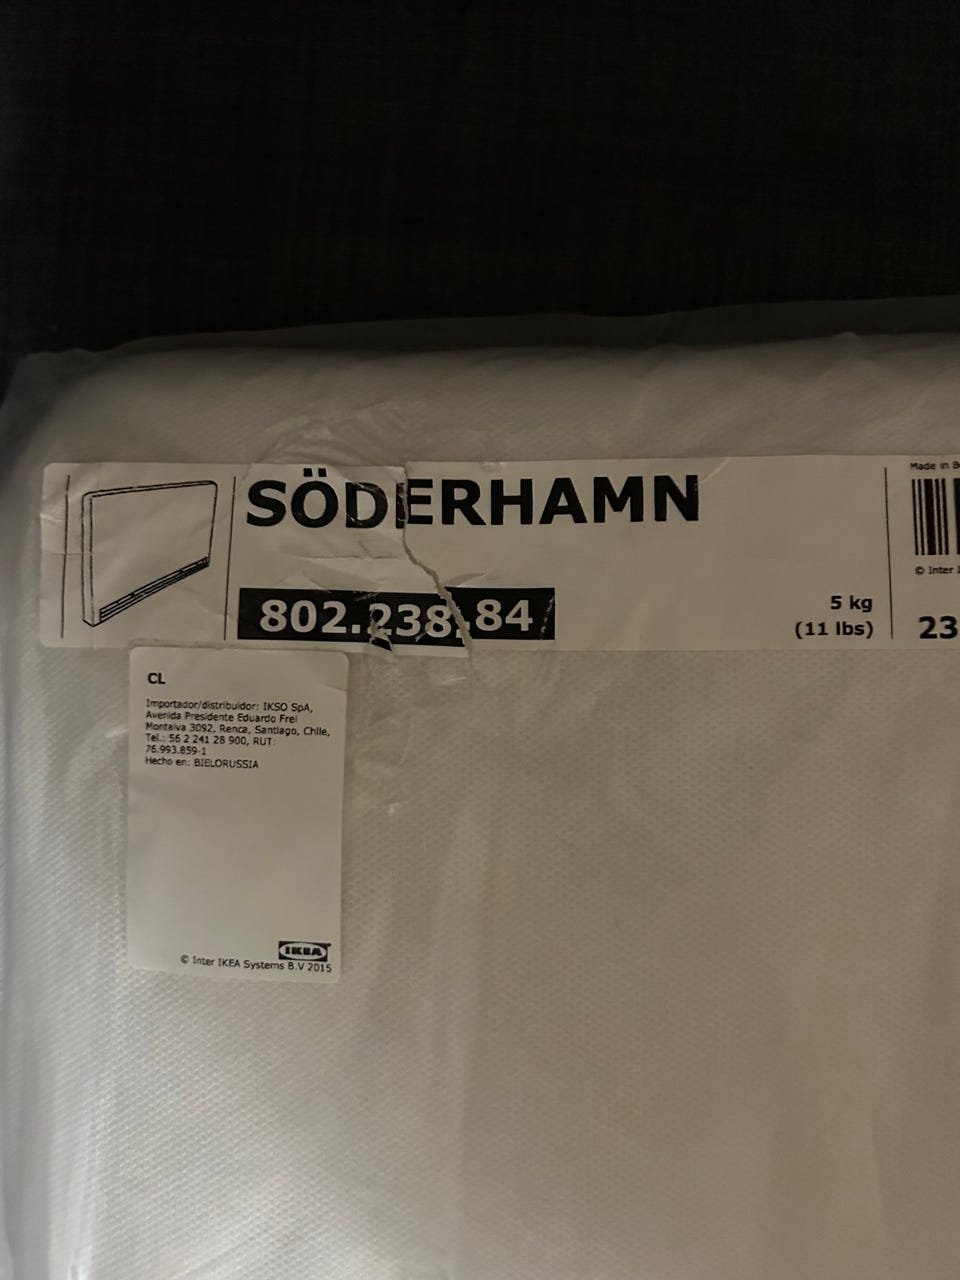 SÖDERHAMN
802.238.84
5 kg
(11 lbs)
Made in
© Inter
23
CL
Importador/distribuidor: IKSO SpA,
Avenida Presidente Eduardo Frei
Montalva 3092, Renca, Santiago, Chile,
Tel.: 56 2 241 28 900, RUT:
76.993.859-1
Hecho en: BIELORUSSIA
IKEA
© Inter IKEA Systems B.V 2015